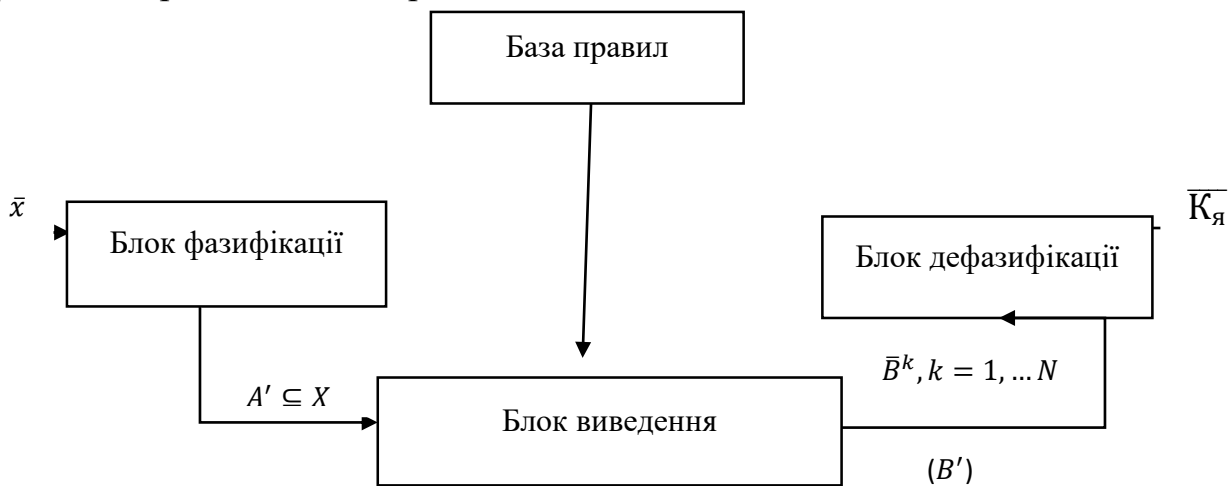 База правил
x̄
Блок фазифікації
K̅я̅
Блок дефазифікації
A′ ⊆ X
B̄ᵏ, k = 1, … N
Блок виведення
(B′)